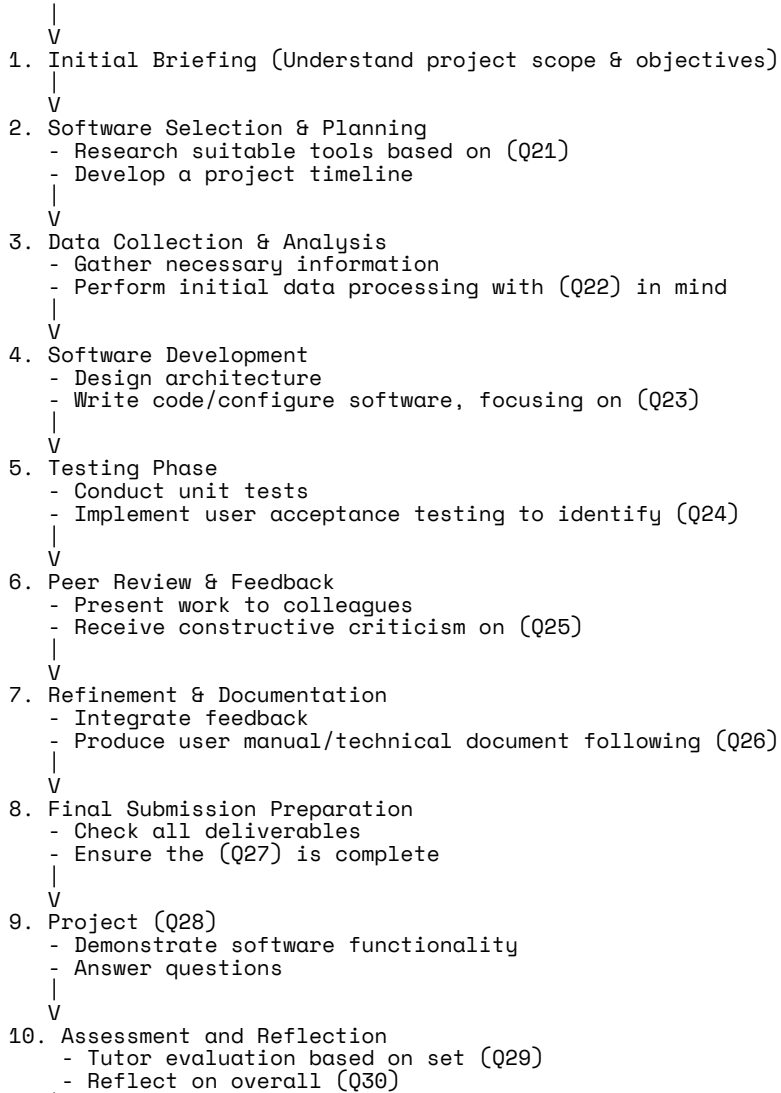 |
V
1. Initial Briefing (Understand project scope & objectives)
|
V
2. Software Selection & Planning
- Research suitable tools based on (Q21)
- Develop a project timeline
|
V
3. Data Collection & Analysis
- Gather necessary information
- Perform initial data processing with (Q22) in mind
|
V
4. Software Development
- Design architecture
- Write code/configure software, focusing on (Q23)
|
V
5. Testing Phase
- Conduct unit tests
- Implement user acceptance testing to identify (Q24)
|
V
6. Peer Review & Feedback
- Present work to colleagues
- Receive constructive criticism on (Q25)
|
V
7. Refinement & Documentation
- Integrate feedback
- Produce user manual/technical document following (Q26)
|
V
8. Final Submission Preparation
- Check all deliverables
- Ensure the (Q27) is complete
|
V
9. Project (Q28)
- Demonstrate software functionality
- Answer questions
|
V
10. Assessment and Reflection
- Tutor evaluation based on set (Q29)
- Reflect on overall (Q30)